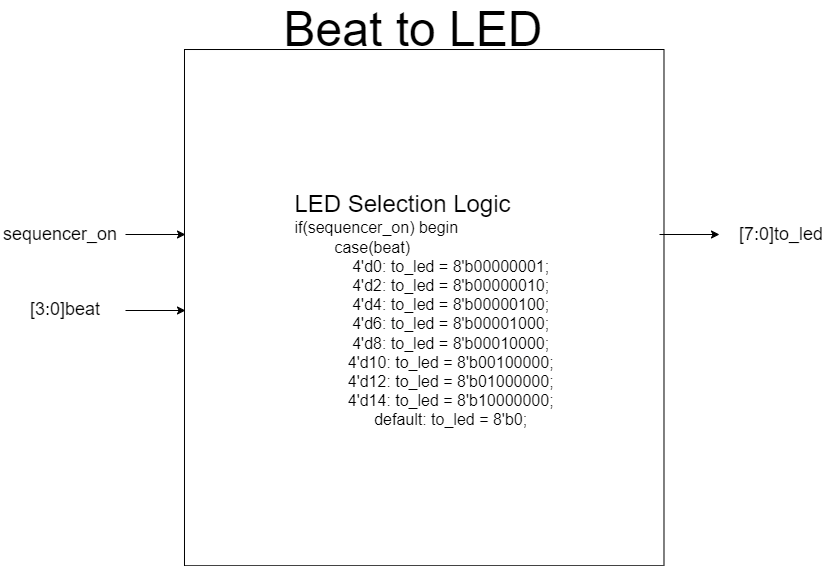 Beat to LED
LED Selection Logic
if(sequencer_on) begin
case(beat)
4'd0: to_led = 8'b00000001;
4'd2: to_led = 8'b00000010;
4'd4: to_led = 8'b00000100;
4'd6: to_led = 8'b00001000;
4'd8: to_led = 8'b00010000;
4'd10: to_led = 8'b00100000;
4'd12: to_led = 8'b01000000;
4'd14: to_led = 8'b10000000;
default: to_led = 8'b0;
sequencer_on
[3:0]beat
[7:0]to_led